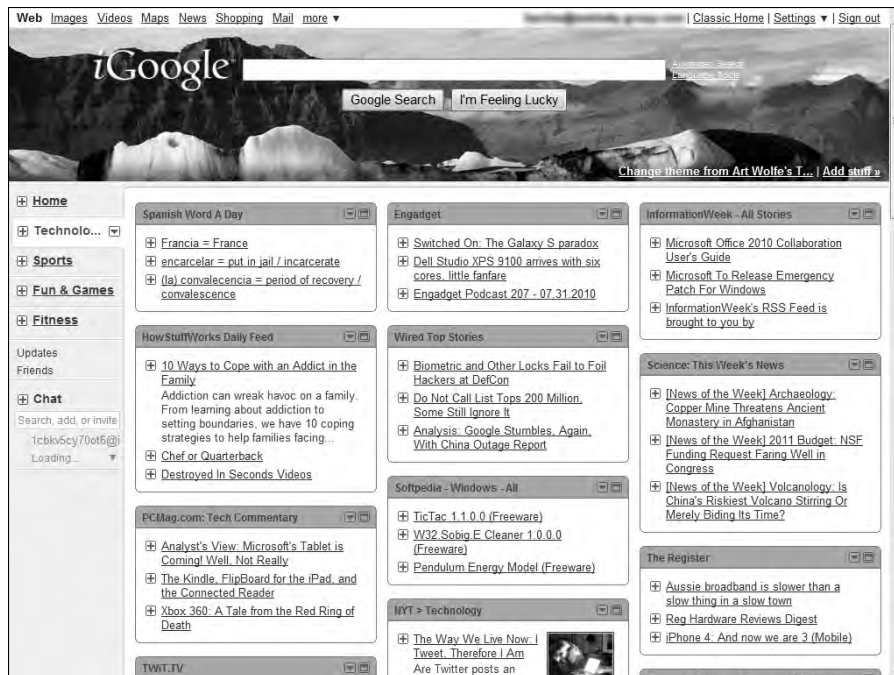 Web Images Videos Maps News Shopping Mail more ▼
| Classic Home | Settings ▼ | Sign out
iGoogle™
Advanced Search
Language Tools
Google Search I'm Feeling Lucky
Change theme from Art Wolfe's T... | Add stuff »
Home
Technolo...
Sports
Fun & Games
Fitness
Updates
Friends
Chat
Search, add, or invite
1cbkv5cy70ot6@i
Loading...
Spanish Word A Day
Francia = France
encarcelar = put in jail / incarcerate
(la) convalecencia = period of recovery /
convalescence
HowStuffWorks Daily Feed
10 Ways to Cope with an Addict in the
Family
Addiction can wreak havoc on a family.
From learning about addiction to
setting boundaries, we have 10 coping
strategies to help families facing...
Chef or Quarterback
Destroyed In Seconds Videos
PCMag.com: Tech Commentary
Analyst's View: Microsoft's Tablet is
Coming! Well, Not Really
The Kindle, FlipBoard for the iPad, and
the Connected Reader
Xbox 360: A Tale from the Red Ring of
Death
TWiT.TV
Engadget
Switched On: The Galaxy S paradox
Dell Studio XPS 9100 arrives with six
cores, little fanfare
Engadget Podcast 207 - 07.31.2010
Wired Top Stories
Biometric and Other Locks Fail to Foil
Hackers at DefCon
Do Not Call List Tops 200 Million,
Some Still Ignore It
Analysis: Google Stumbles, Again,
With China Outage Report
Softpedia - Windows - All
TicTac 1.1.0.0 (Freeware)
W32.Sobig.E Cleaner 1.0.0.0
(Freeware)
Pendulum Energy Model (Freeware)
NYT > Technology
The Way We Live Now: I
Tweet, Therefore I Am
Are Twitter posts an
InformationWeek - All Stories
Microsoft Office 2010 Collaboration
User's Guide
Microsoft To Release Emergency
Patch For Windows
InformationWeek's RSS Feed is
brought to you by
Science: This Week's News
[News of the Week] Archaeology:
Copper Mine Threatens Ancient
Monastery in Afghanistan
[News of the Week] 2011 Budget: NSF
Funding Request Faring Well in
Congress
[News of the Week] Volcanology: Is
China's Riskiest Volcano Stirring Or
Merely Biding Its Time?
The Register
Aussie broadband is slower than a
slow thing in a slow town
Reg Hardware Reviews Digest
iPhone 4: And now we are 3 (Mobile)